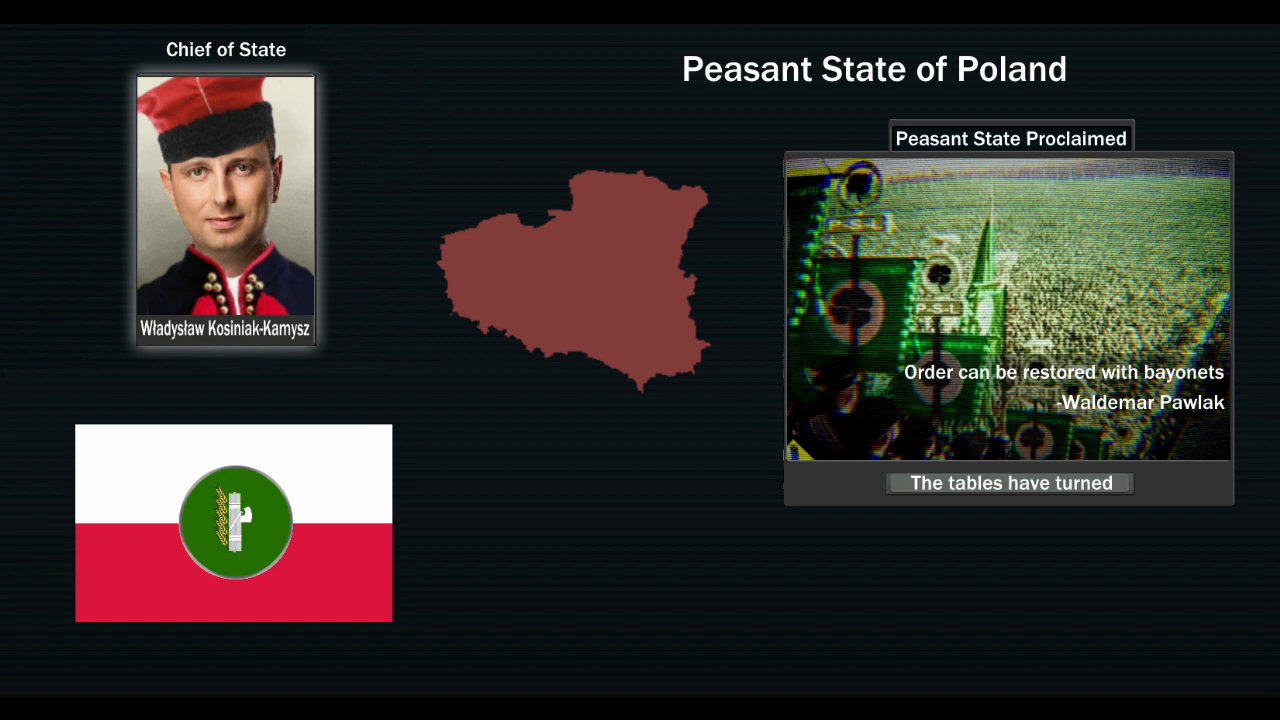 Chief of State
Władysław Kosiniak-Kamysz
Peasant State of Poland
Peasant State Proclaimed
PSL
Order can be restored with bayonets
-Waldemar Pawlak
The tables have turned